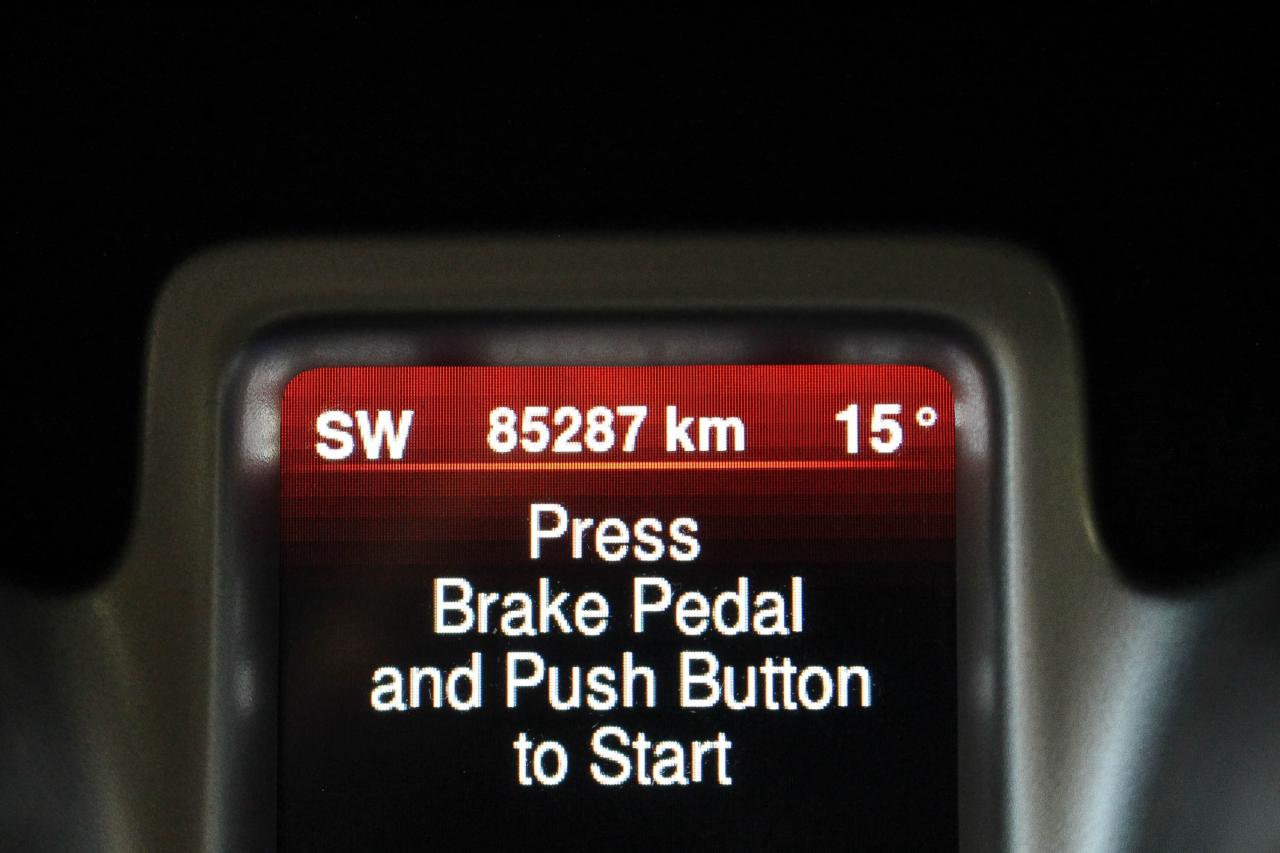 SW 85287 km 15°
Press
Brake Pedal
and Push Button
to Start